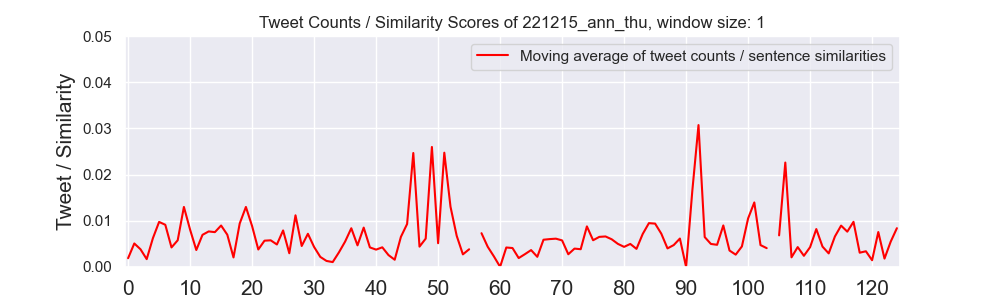 Tweet Counts / Similarity Scores of 221215_ann_thu, window size: 1
Moving average of tweet counts / sentence similarities
Tweet / Similarity
0.05
0.04
0.03
0.02
0.01
0.00
0 10 20 30 40 50 60 70 80 90 100 110 120